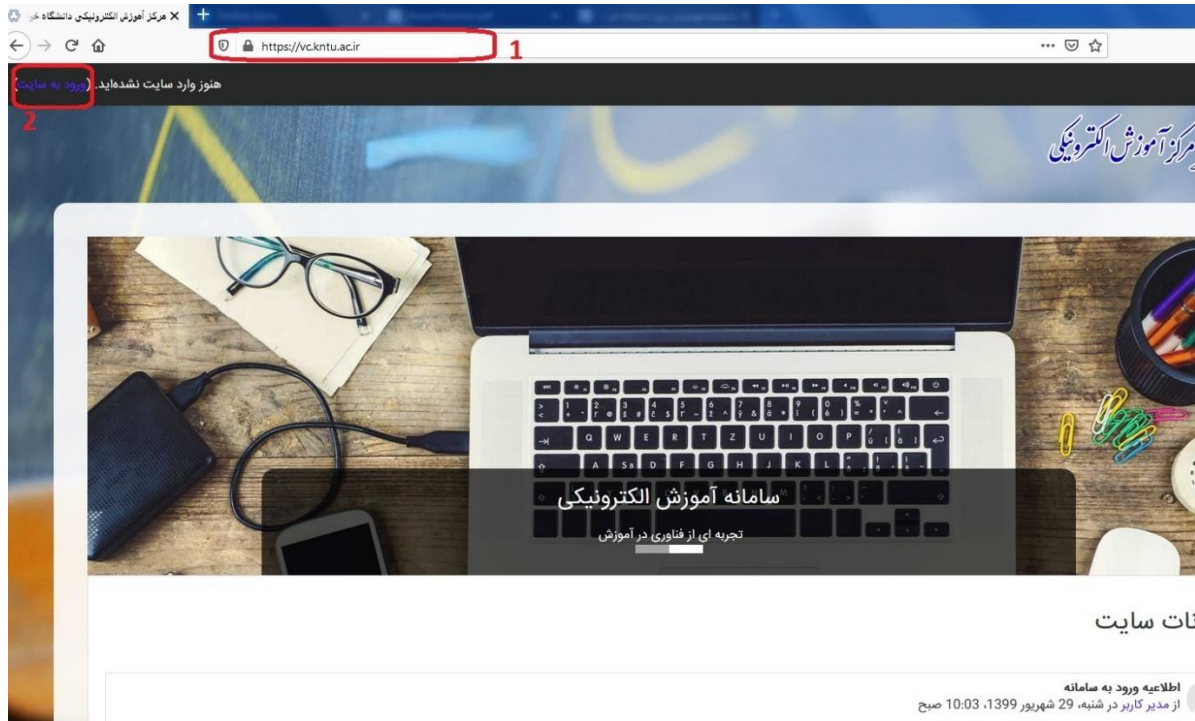 مرکز آموزش الکترونیکی دانشگاه خو
https://vc.kntu.ac.ir
1
هنوز وارد سایت نشده‌اید. (ورود به سایت)
2
مرکز آموزش الکترونیکی
سامانه آموزش الکترونیکی
تجربه ای از فناوری در آموزش
نات سایت
اطلاعیه ورود به سامانه
از مدیر کاربر در شنبه، 29 شهریور 1399، 10:03 صبح